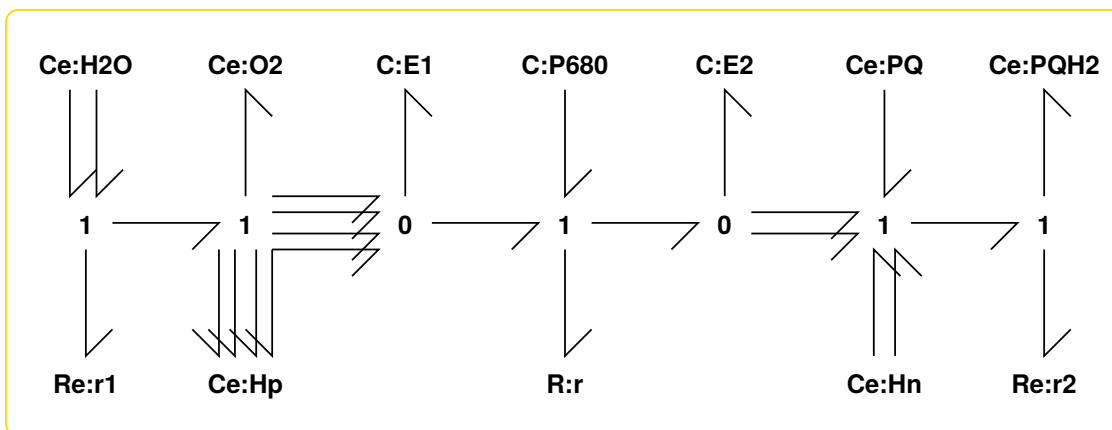 Ce:H2O Ce:O2 C:E1 C:P680 C:E2 Ce:PQ Ce:PQH2
1 1 0 1 0 1 1
Re:r1 Ce:Hp R:r Ce:Hn Re:r2